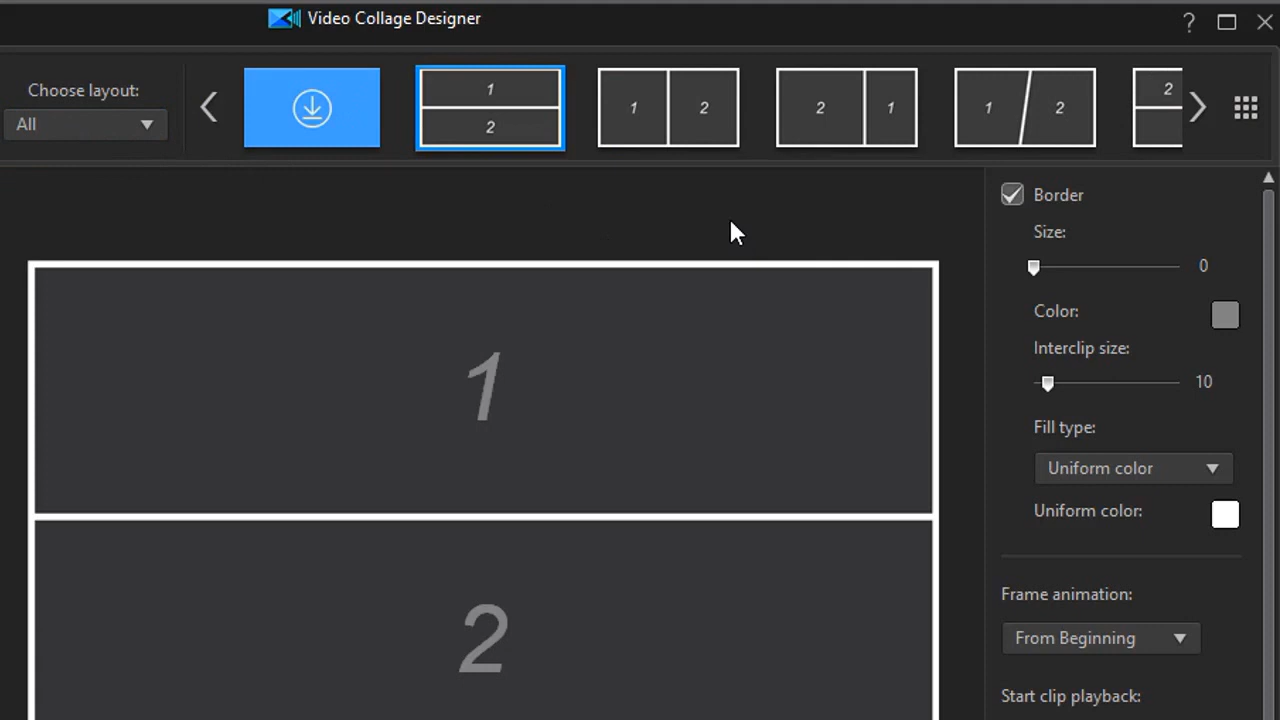 Video Collage Designer
?
Choose layout:
All
1
2
1 2
2 1
1 2
2
Border
Size:
0
Color:
Interclip size:
10
Fill type:
Uniform color
Uniform color:
Frame animation:
From Beginning
Start clip playback:
1
2